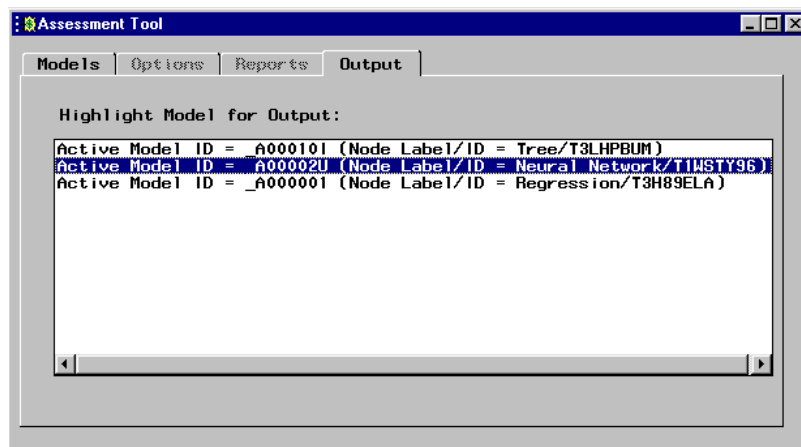 Assessment Tool
Models Options Reports Output
Highlight Model for Output:
Active Model ID = _A00010I (Node Label/ID = Tree/T3LHPBUM)
Active Model ID = _A00002U (Node Label/ID = Neural Network/T1WSTY96)
Active Model ID = _A000001 (Node Label/ID = Regression/T3H89ELA)